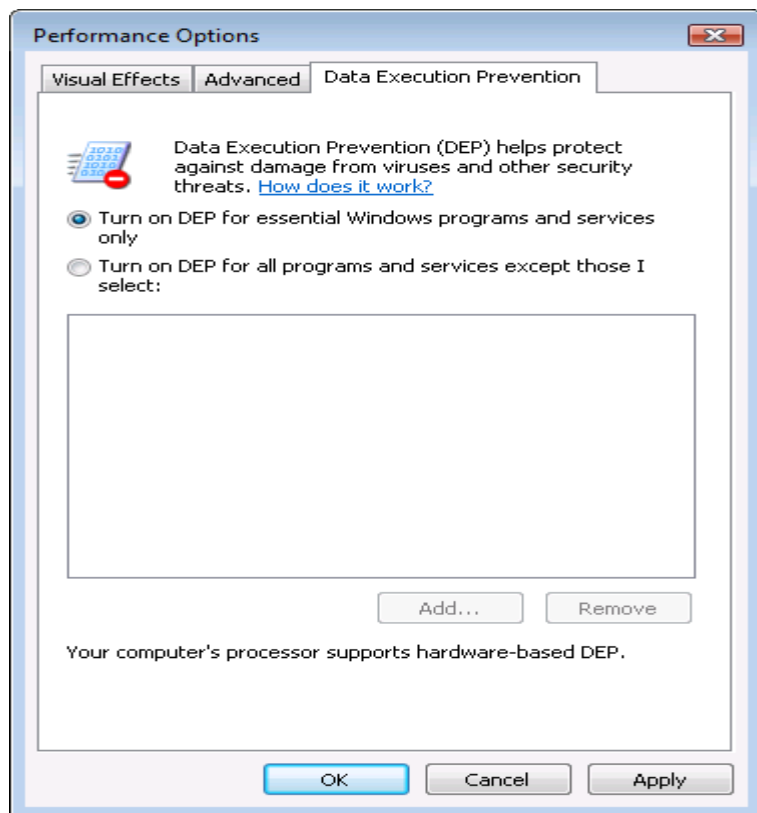 Performance Options
Visual Effects Advanced Data Execution Prevention
Data Execution Prevention (DEP) helps protect
against damage from viruses and other security
threats. How does it work?
Turn on DEP for essential Windows programs and services
only
Turn on DEP for all programs and services except those I
select:
Add... Remove
Your computer's processor supports hardware-based DEP.
OK Cancel Apply